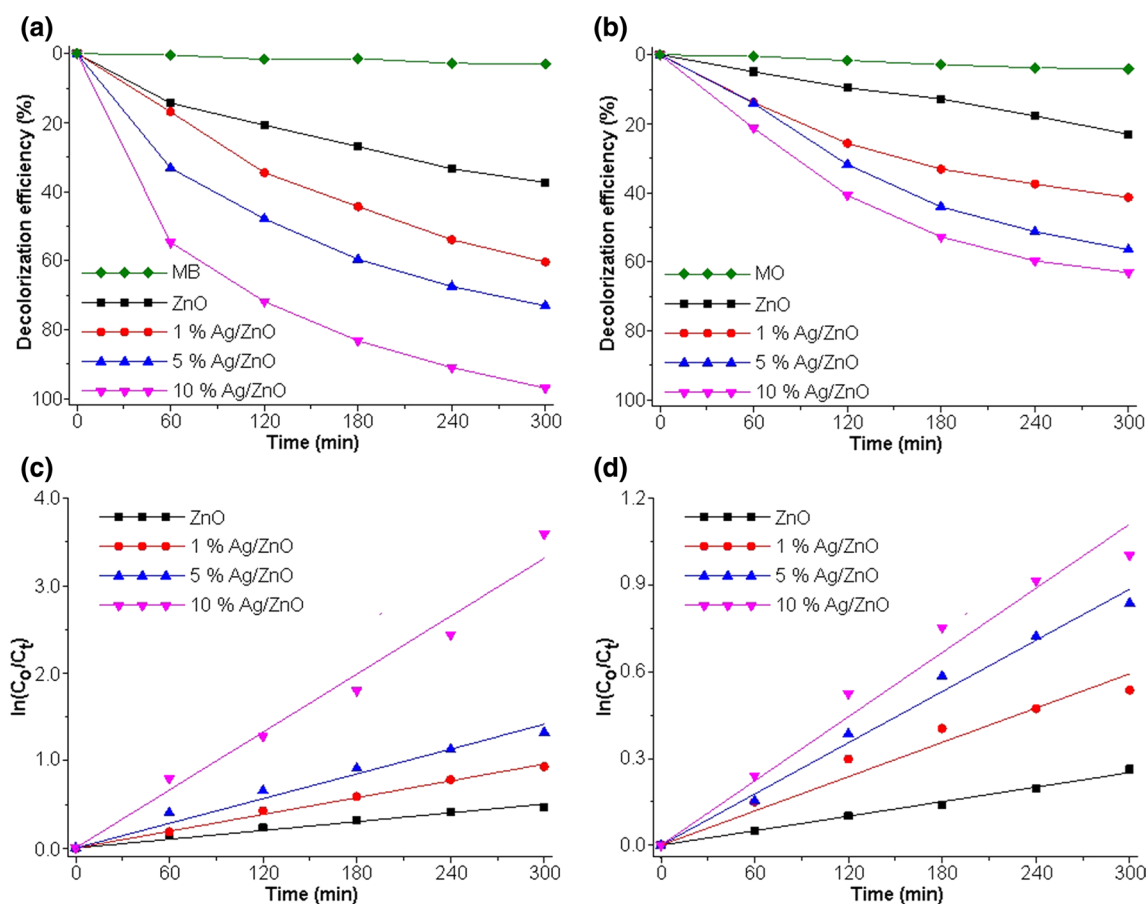 (a)
0
20
40
60
80
100
Decolorization efficiency (%)
MB
ZnO
1 % Ag/ZnO
5 % Ag/ZnO
10 % Ag/ZnO
0 60 120 180 240 300
Time (min)
(b)
0
20
40
60
80
100
Decolorization efficiency (%)
MO
ZnO
1 % Ag/ZnO
5 % Ag/ZnO
10 % Ag/ZnO
0 60 120 180 240 300
Time (min)
(c)
4.0
3.0
2.0
1.0
0.0
ln(Co/Ct)
ZnO
1 % Ag/ZnO
5 % Ag/ZnO
10 % Ag/ZnO
0 60 120 180 240 300
Time (min)
(d)
1.2
0.9
0.6
0.3
0.0
ln(Co/Ct)
ZnO
1 % Ag/ZnO
5 % Ag/ZnO
10 % Ag/ZnO
0 60 120 180 240 300
Time (min)